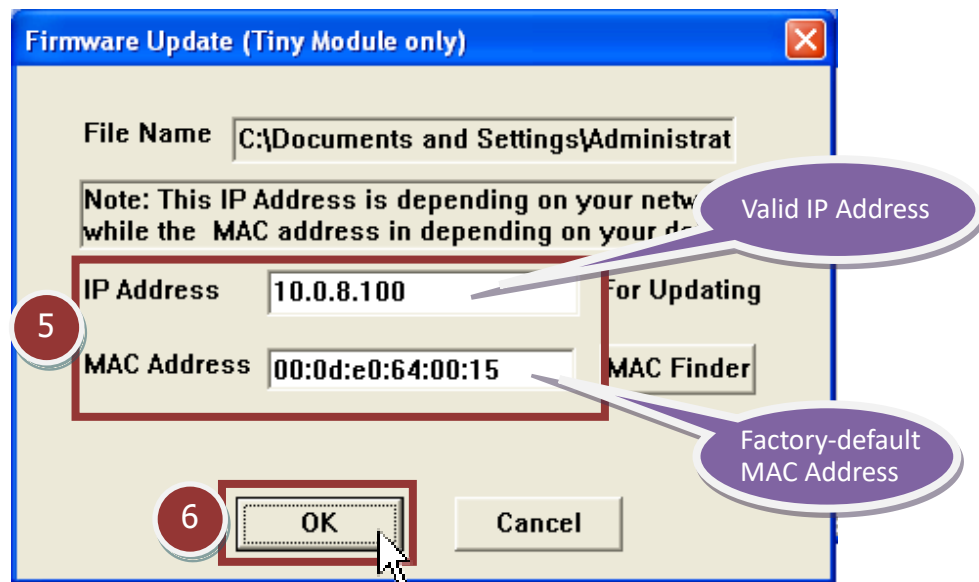 Firmware Update (Tiny Module only)
File Name C:\Documents and Settings\Administrat
Note: This IP Address is depending on your netw
while the MAC address in depending on your de
Valid IP Address
IP Address 10.0.8.100 For Updating
5
MAC Address 00:0d:e0:64:00:15 MAC Finder
Factory-default
MAC Address
6 OK Cancel